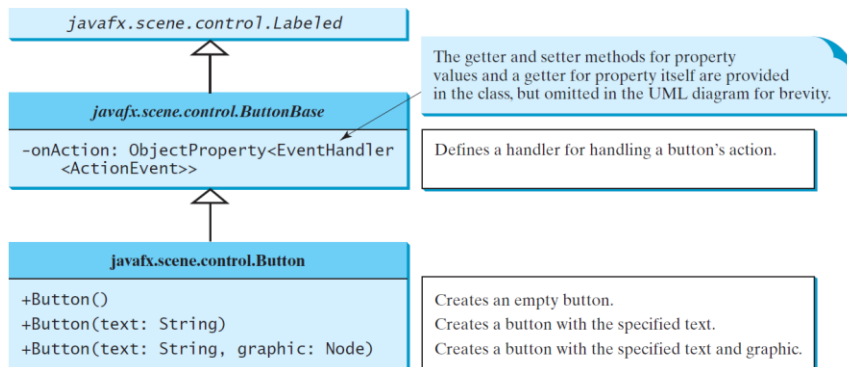 javafx.scene.control.Labeled
The getter and setter methods for property
values and a getter for property itself are provided
in the class, but omitted in the UML diagram for brevity.
javafx.scene.control.ButtonBase
-onAction: ObjectProperty<EventHandler
<ActionEvent>>
Defines a handler for handling a button's action.
javafx.scene.control.Button
+Button()
Creates an empty button.
+Button(text: String)
Creates a button with the specified text.
+Button(text: String, graphic: Node)
Creates a button with the specified text and graphic.